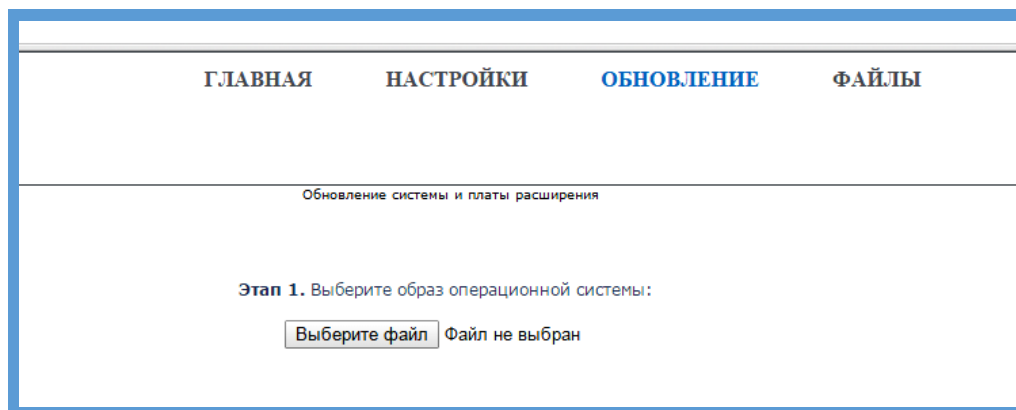 ГЛАВНАЯ НАСТРОЙКИ ОБНОВЛЕНИЕ ФАЙЛЫ
Обновление системы и платы расширения
Этап 1. Выберите образ операционной системы:
Выберите файл Файл не выбран